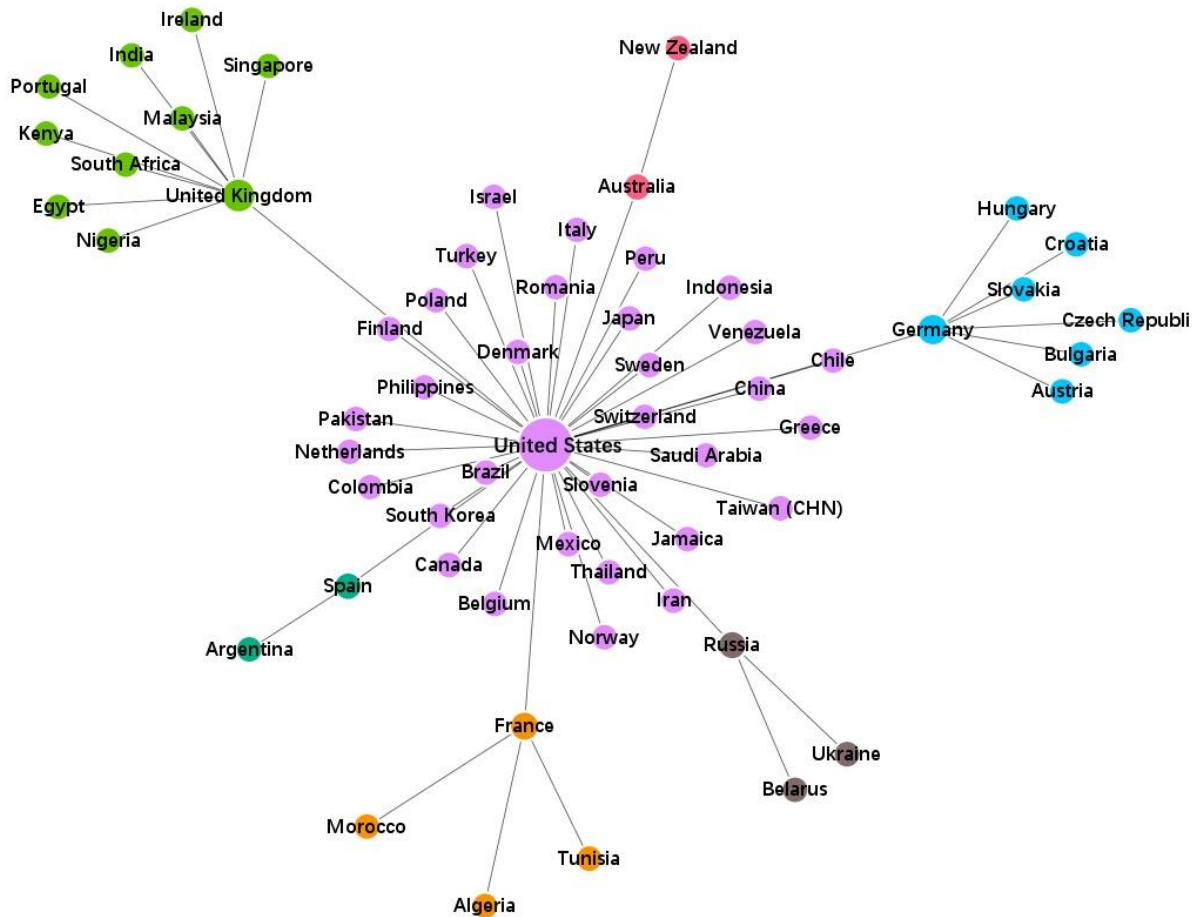 Ireland
New Zealand
India
Singapore
Portugal
Malaysia
Kenya
South Africa
Australia
United Kingdom
Israel
Egypt
Hungary
Italy
Nigeria
Croatia
Turkey
Peru
Romania
Indonesia
Slovakia
Poland
Japan
Czech Republi
Finland
Venezuela
Germany
Denmark
Bulgaria
Chile
Sweden
Philippines
China
Austria
Pakistan
Switzerland
Greece
United States
Netherlands
Saudi Arabia
Brazil
Colombia
Slovenia
Taiwan (CHN)
South Korea
Mexico
Jamaica
Canada
Thailand
Spain
Belgium
Iran
Norway
Russia
Argentina
France
Ukraine
Belarus
Morocco
Tunisia
Algeria